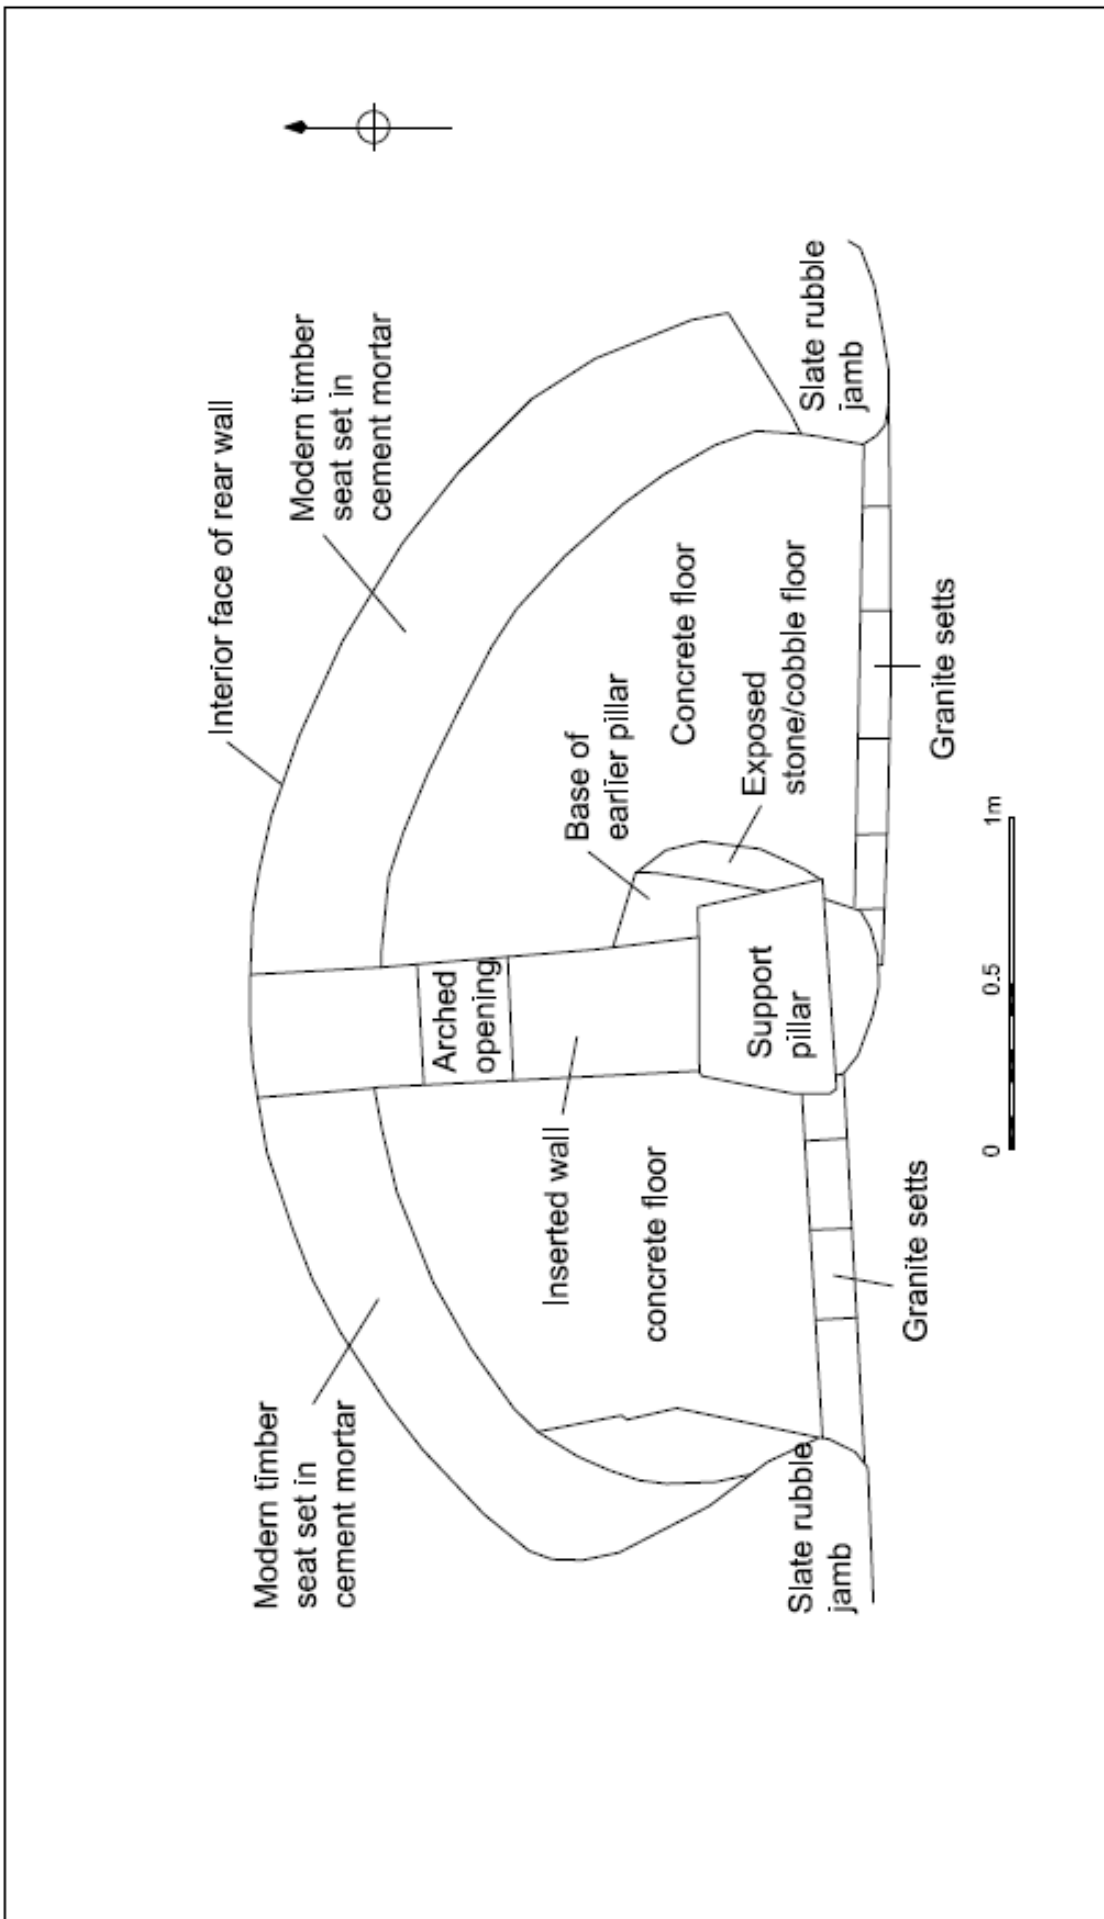 Interior face of rear wall
Modern timber
seat set in
cement mortar
Modern timber
seat set in
cement mortar
Arched
opening
Base of
earlier pillar
Inserted wall
concrete floor
Concrete floor
Exposed
stone/cobble floor
Support
pillar
Slate rubble
jamb
Slate rubble
jamb
Granite setts
Granite setts
0
0.5
1m